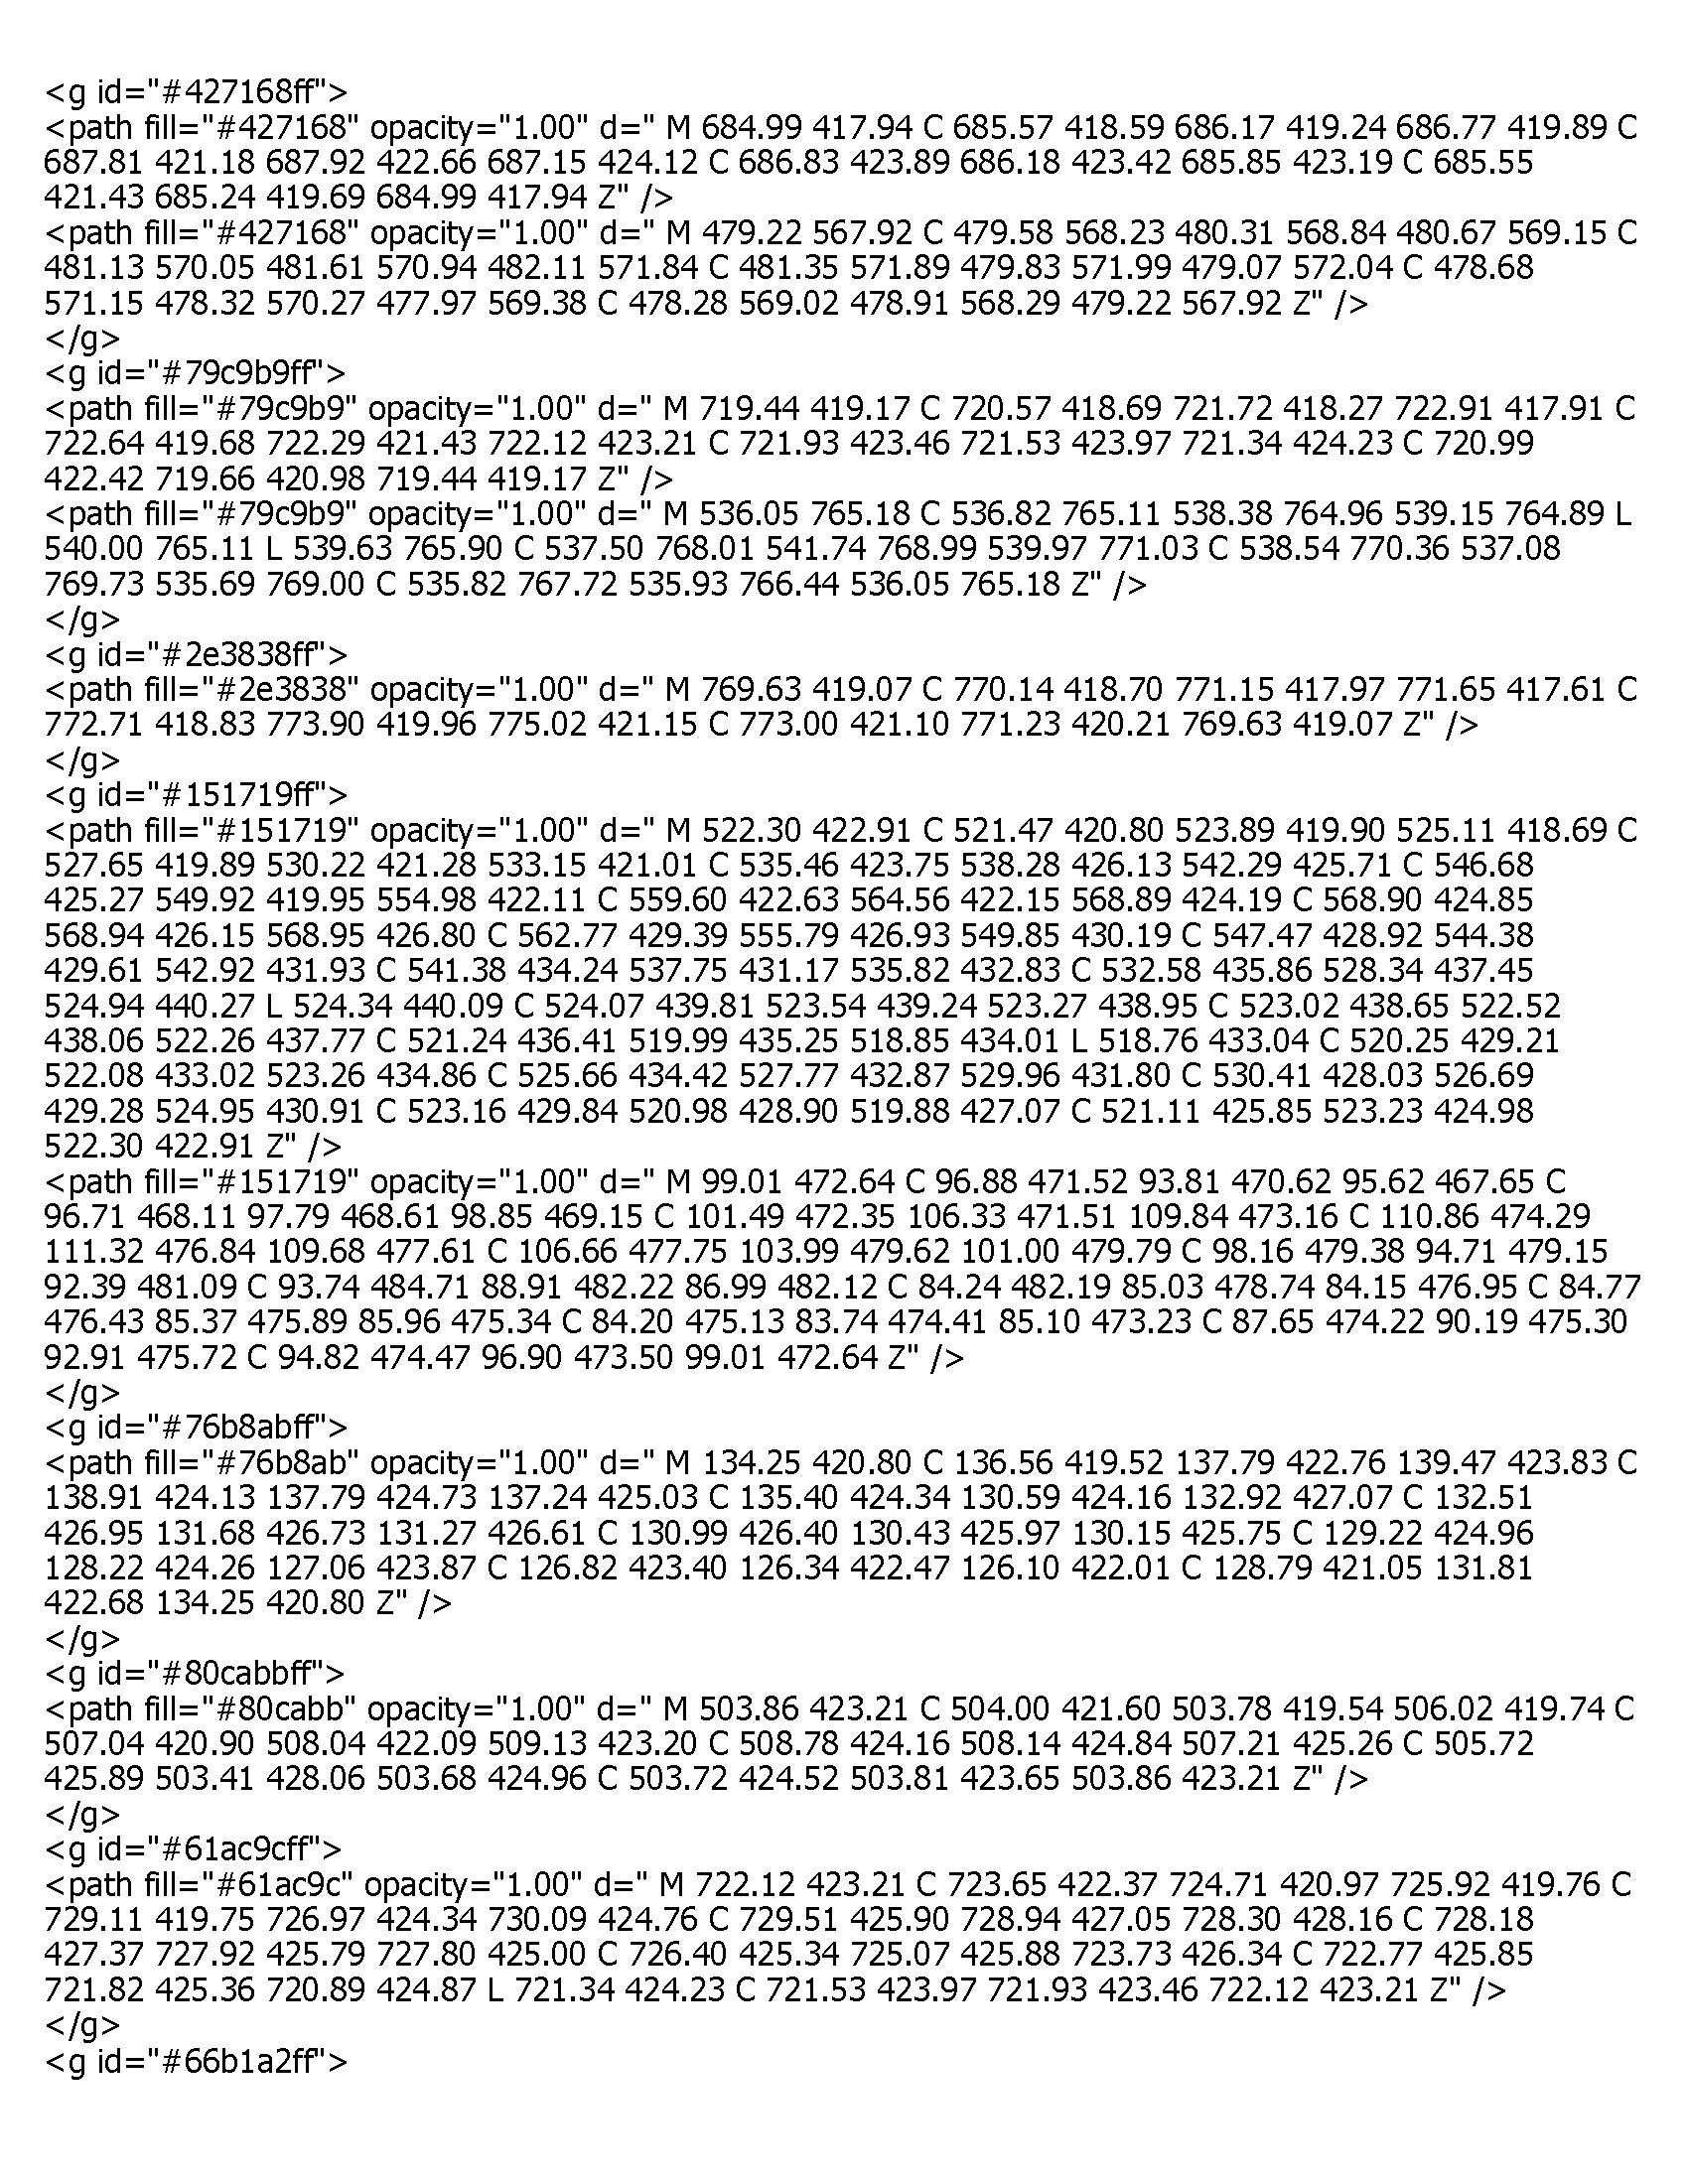 <g id="#427168ff">
<path fill="#427168" opacity="1.00" d=" M 684.99 417.94 C 685.57 418.59 686.17 419.24 686.77 419.89 C
687.81 421.18 687.92 422.66 687.15 424.12 C 686.83 423.89 686.18 423.42 685.85 423.19 C 685.55
421.43 685.24 419.69 684.99 417.94 Z" />
<path fill="#427168" opacity="1.00" d=" M 479.22 567.92 C 479.58 568.23 480.31 568.84 480.67 569.15 C
481.13 570.05 481.61 570.94 482.11 571.84 C 481.35 571.89 479.83 571.99 479.07 572.04 C 478.68
571.15 478.32 570.27 477.97 569.38 C 478.28 569.02 478.91 568.29 479.22 567.92 Z" />
</g>
<g id="#79c9b9ff">
<path fill="#79c9b9" opacity="1.00" d=" M 719.44 419.17 C 720.57 418.69 721.72 418.27 722.91 417.91 C
722.64 419.68 722.29 421.43 722.12 423.21 C 721.93 423.46 721.53 423.97 721.34 424.23 C 720.99
422.42 719.66 420.98 719.44 419.17 Z" />
<path fill="#79c9b9" opacity="1.00" d=" M 536.05 765.18 C 536.82 765.11 538.38 764.96 539.15 764.89 L
540.00 765.11 L 539.63 765.90 C 537.50 768.01 541.74 768.99 539.97 771.03 C 538.54 770.36 537.08
769.73 535.69 769.00 C 535.82 767.72 535.93 766.44 536.05 765.18 Z" />
</g>
<g id="#2e3838ff">
<path fill="#2e3838" opacity="1.00" d=" M 769.63 419.07 C 770.14 418.70 771.15 417.97 771.65 417.61 C
772.71 418.83 773.90 419.96 775.02 421.15 C 773.00 421.10 771.23 420.21 769.63 419.07 Z" />
</g>
<g id="#151719ff">
<path fill="#151719" opacity="1.00" d=" M 522.30 422.91 C 521.47 420.80 523.89 419.90 525.11 418.69 C
527.65 419.89 530.22 421.28 533.15 421.01 C 535.46 423.75 538.28 426.13 542.29 425.71 C 546.68
425.27 549.92 419.95 554.98 422.11 C 559.60 422.63 564.56 422.15 568.89 424.19 C 568.90 424.85
568.94 426.15 568.95 426.80 C 562.77 429.39 555.79 426.93 549.85 430.19 C 547.47 428.92 544.38
429.61 542.92 431.93 C 541.38 434.24 537.75 431.17 535.82 432.83 C 532.58 435.86 528.34 437.45
524.94 440.27 L 524.34 440.09 C 524.07 439.81 523.54 439.24 523.27 438.95 C 523.02 438.65 522.52
438.06 522.26 437.77 C 521.24 436.41 519.99 435.25 518.85 434.01 L 518.76 433.04 C 520.25 429.21
522.08 433.02 523.26 434.86 C 525.66 434.42 527.77 432.87 529.96 431.80 C 530.41 428.03 526.69
429.28 524.95 430.91 C 523.16 429.84 520.98 428.90 519.88 427.07 C 521.11 425.85 523.23 424.98
522.30 422.91 Z" />
<path fill="#151719" opacity="1.00" d=" M 99.01 472.64 C 96.88 471.52 93.81 470.62 95.62 467.65 C
96.71 468.11 97.79 468.61 98.85 469.15 C 101.49 472.35 106.33 471.51 109.84 473.16 C 110.86 474.29
111.32 476.84 109.68 477.61 C 106.66 477.75 103.99 479.62 101.00 479.79 C 98.16 479.38 94.71 479.15
92.39 481.09 C 93.74 484.71 88.91 482.22 86.99 482.12 C 84.24 482.19 85.03 478.74 84.15 476.95 C 84.77
476.43 85.37 475.89 85.96 475.34 C 84.20 475.13 83.74 474.41 85.10 473.23 C 87.65 474.22 90.19 475.30
92.91 475.72 C 94.82 474.47 96.90 473.50 99.01 472.64 Z" />
</g>
<g id="#76b8abff">
<path fill="#76b8ab" opacity="1.00" d=" M 134.25 420.80 C 136.56 419.52 137.79 422.76 139.47 423.83 C
138.91 424.13 137.79 424.73 137.24 425.03 C 135.40 424.34 130.59 424.16 132.92 427.07 C 132.51
426.95 131.68 426.73 131.27 426.61 C 130.99 426.40 130.43 425.97 130.15 425.75 C 129.22 424.96
128.22 424.26 127.06 423.87 C 126.82 423.40 126.34 422.47 126.10 422.01 C 128.79 421.05 131.81
422.68 134.25 420.80 Z" />
</g>
<g id="#80cabbff">
<path fill="#80cabb" opacity="1.00" d=" M 503.86 423.21 C 504.00 421.60 503.78 419.54 506.02 419.74 C
507.04 420.90 508.04 422.09 509.13 423.20 C 508.78 424.16 508.14 424.84 507.21 425.26 C 505.72
425.89 503.41 428.06 503.68 424.96 C 503.72 424.52 503.81 423.65 503.86 423.21 Z" />
</g>
<g id="#61ac9cff">
<path fill="#61ac9c" opacity="1.00" d=" M 722.12 423.21 C 723.65 422.37 724.71 420.97 725.92 419.76 C
729.11 419.75 726.97 424.34 730.09 424.76 C 729.51 425.90 728.94 427.05 728.30 428.16 C 728.18
427.37 727.92 425.79 727.80 425.00 C 726.40 425.34 725.07 425.88 723.73 426.34 C 722.77 425.85
721.82 425.36 720.89 424.87 L 721.34 424.23 C 721.53 423.97 721.93 423.46 722.12 423.21 Z" />
</g>
<g id="#66b1a2ff">